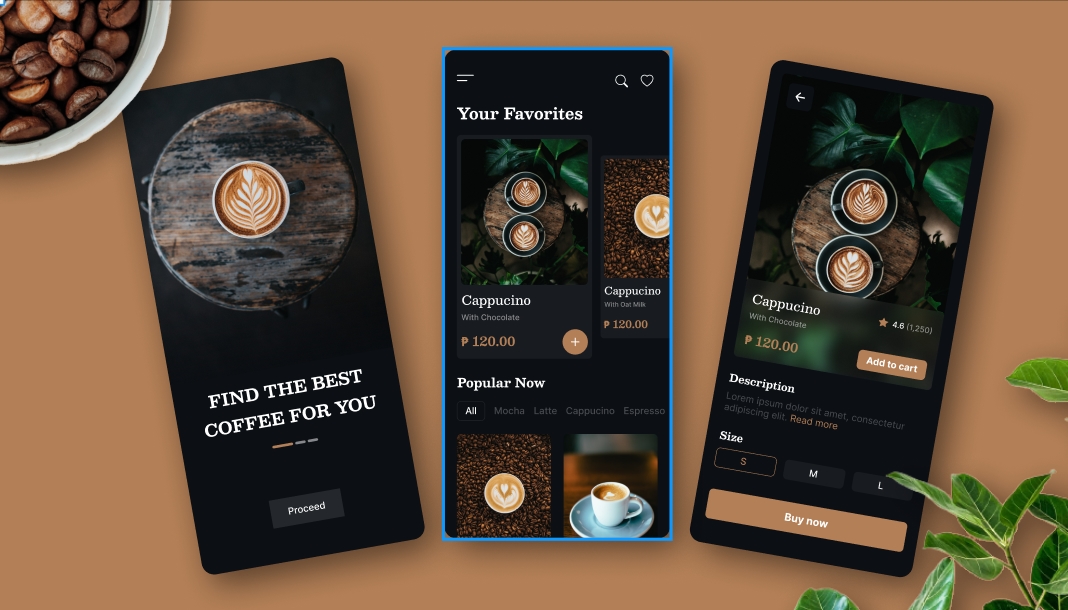 FIND THE BEST
COFFEE FOR YOU
Proceed
Your Favorites
Cappucino
With Chocolate
₱ 120.00
+
Cappucino
With Oat Milk
₱ 120.00
Popular Now
All Mocha Latte Cappucino Espresso
Cappucino
With Chocolate
4.6 (1,250)
₱ 120.00
Add to cart
Description
Lorem ipsum dolor sit amet, consectetur
adipiscing elit. Read more
Size
S M L
Buy now